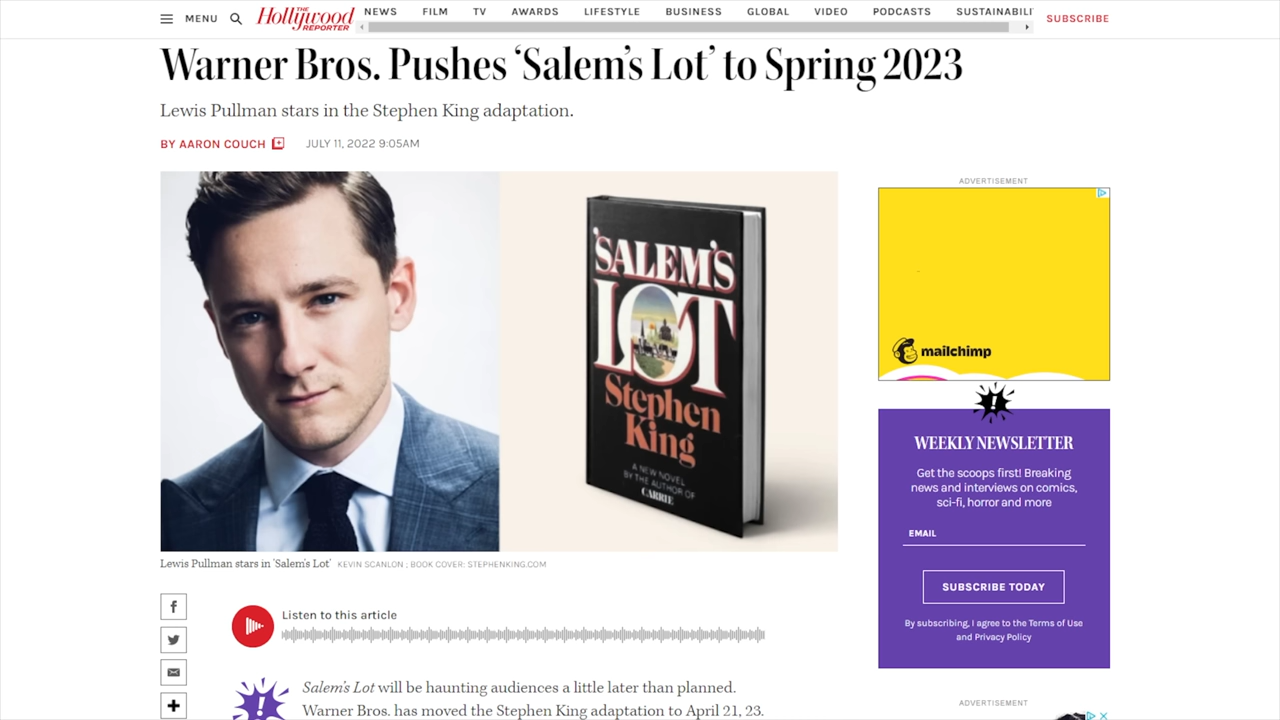 MENU
THE
Hollywood
REPORTER
NEWS FILM TV AWARDS LIFESTYLE BUSINESS GLOBAL VIDEO PODCASTS SUSTAINABILI
SUBSCRIBE
Warner Bros. Pushes ‘Salem’s Lot’ to Spring 2023
Lewis Pullman stars in the Stephen King adaptation.
BY AARON COUCH JULY 11, 2022 9:05AM
'SALEM'S
LOT
Stephen
King
A NEW NOVEL
BY THE AUTHOR OF
CARRIE
Lewis Pullman stars in 'Salem's Lot' KEVIN SCANLON ; BOOK COVER: STEPHENKING.COM
Listen to this article
Salem's Lot will be haunting audiences a little later than planned.
Warner Bros. has moved the Stephen King adaptation to April 21, 23.
ADVERTISEMENT
mailchimp
WEEKLY NEWSLETTER
Get the scoops first! Breaking
news and interviews on comics,
sci-fi, horror and more
EMAIL
SUBSCRIBE TODAY
By subscribing, I agree to the Terms of Use
and Privacy Policy
ADVERTISEMENT